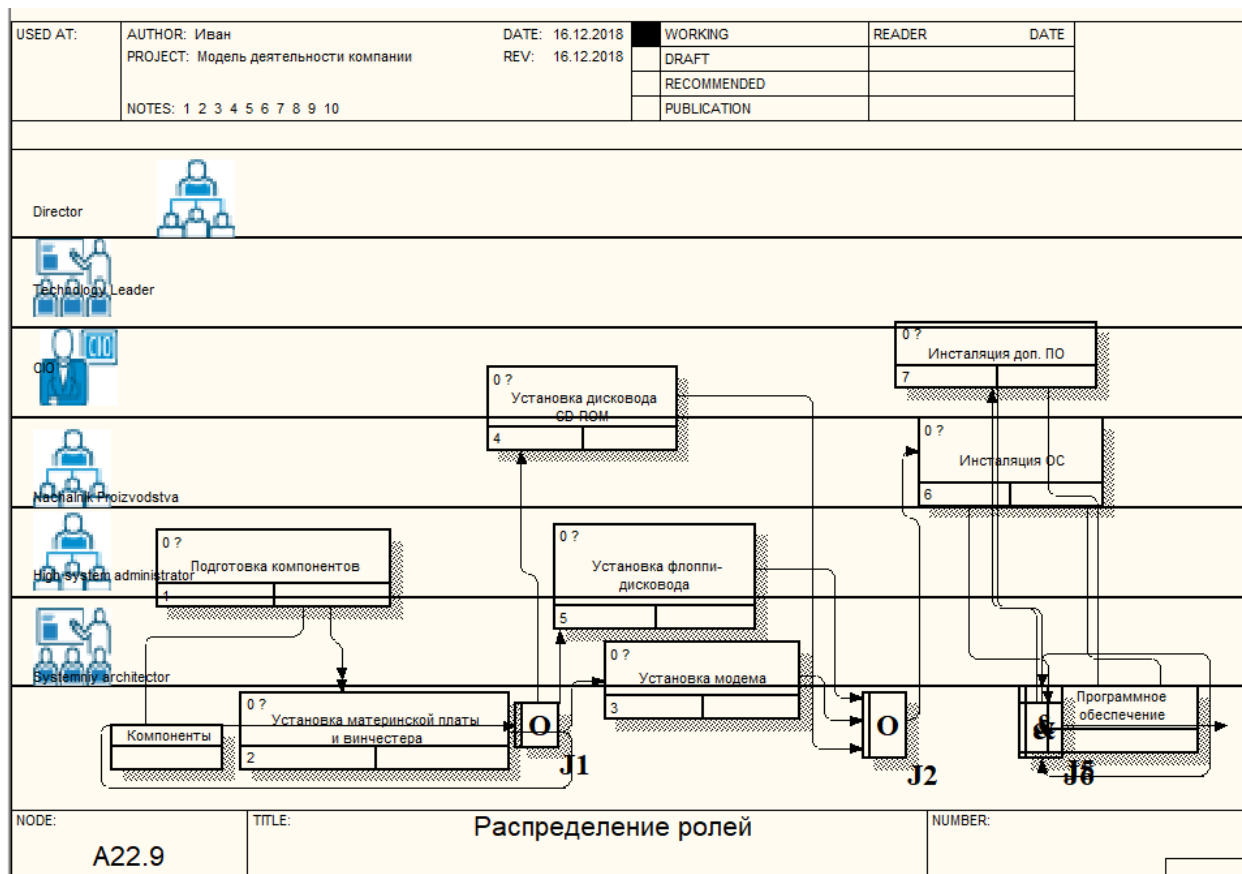 USED AT:
AUTHOR: Иван
DATE: 16.12.2018
PROJECT: Модель деятельности компании
REV: 16.12.2018
NOTES: 1 2 3 4 5 6 7 8 9 10
WORKING
DRAFT
RECOMMENDED
PUBLICATION
READER
DATE
Director
Technology Leader
CIO
CIO
Nachalnik Proizvodstva
High-system administrator
Systemniy architector
0 ?
Инсталяция доп. ПО
7
0 ?
Установка дисковода
CD-ROM
4
0 ?
Инсталяция ОС
6
0 ?
Подготовка компонентов
1
0 ?
Установка флоппи-
дисковода
5
0 ?
Установка модема
3
0 ?
Установка материнской платы
и винчестера
2
Компоненты
O
J1
O
J2
&
Программное
обеспечение
NODE:
A22.9
TITLE:
Распределение ролей
NUMBER: